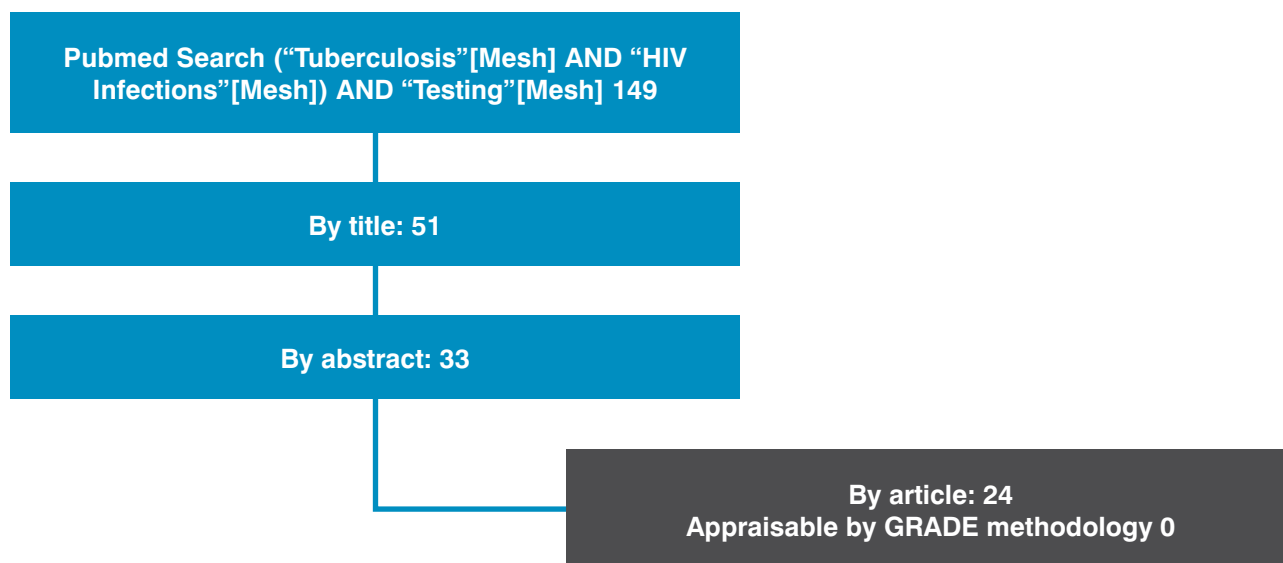 Pubmed Search (“Tuberculosis”[Mesh] AND “HIV
Infections”[Mesh]) AND “Testing”[Mesh] 149
By title: 51
By abstract: 33
By article: 24
Appraisable by GRADE methodology 0